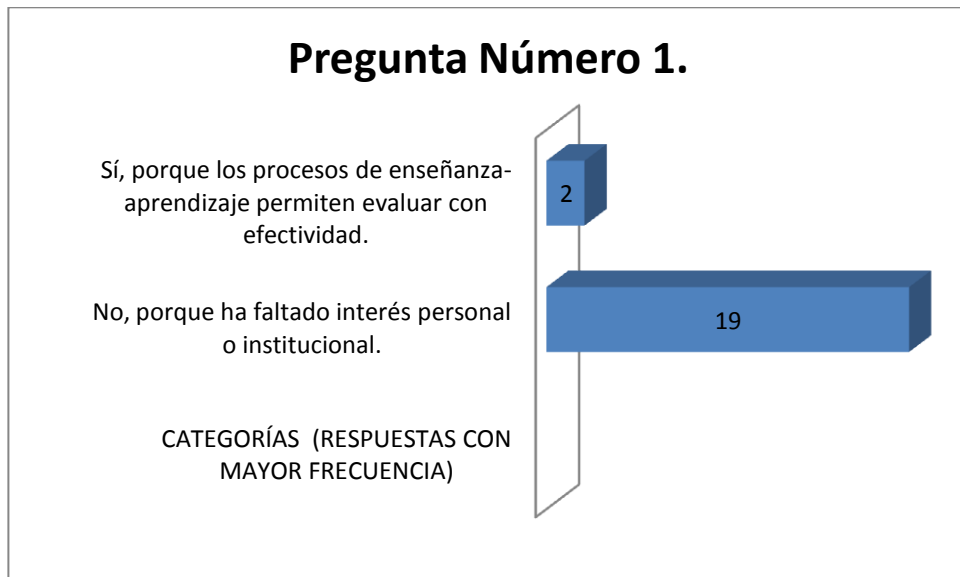 Pregunta Número 1.
Sí, porque los procesos de enseñanza-
aprendizaje permiten evaluar con
efectividad.
2
No, porque ha faltado interés personal
o institucional.
19
CATEGORÍAS  (RESPUESTAS CON
MAYOR FRECUENCIA)